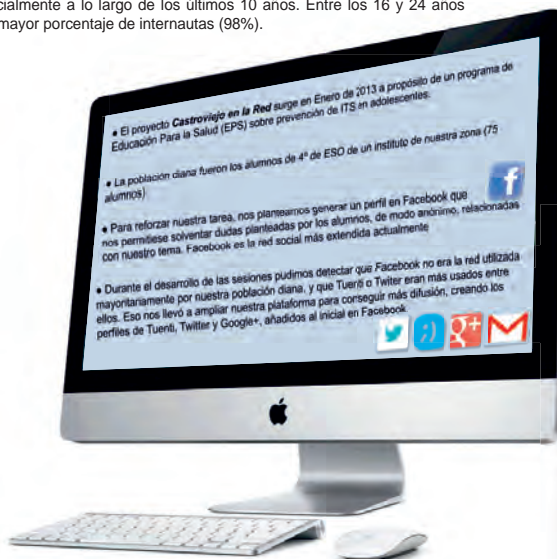 cialmente a lo largo de los últimos 10 años. Entre los 16 y 24 años
mayor porcentaje de internautas (98%).
● El proyecto Castroviejo en la Red surge en Enero de 2013 a propósito de un programa de
Educación Para la Salud (EPS) sobre prevención de ITS en adolescentes.
● La población diana fueron los alumnos de 4º de ESO de un instituto de nuestra zona (75
alumnos)
● Para reforzar nuestra tarea, nos planteamos generar un perfil en Facebook que
nos permitiese solventar dudas planteadas por los alumnos, de modo anónimo, relacionadas
con nuestro tema. Facebook es la red social más extendida actualmente
● Durante el desarrollo de las sesiones pudimos detectar que Facebook no era la red utilizada
mayoritariamente por nuestra población diana, y que Tuenti o Twiter eran más usados entre
ellos. Eso nos llevó a ampliar nuestra plataforma para conseguir más difusión, creando los
perfiles de Tuenti, Twitter y Google+, añadidos al inicial en Facebook.